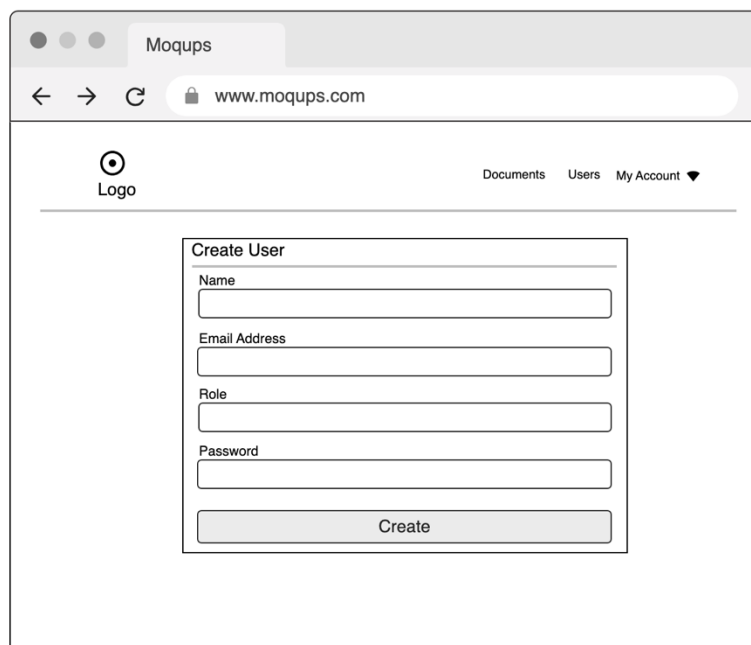 Moqups
www.moqups.com
Logo
Documents Users My Account
Create User
Name
Email Address
Role
Password
Create